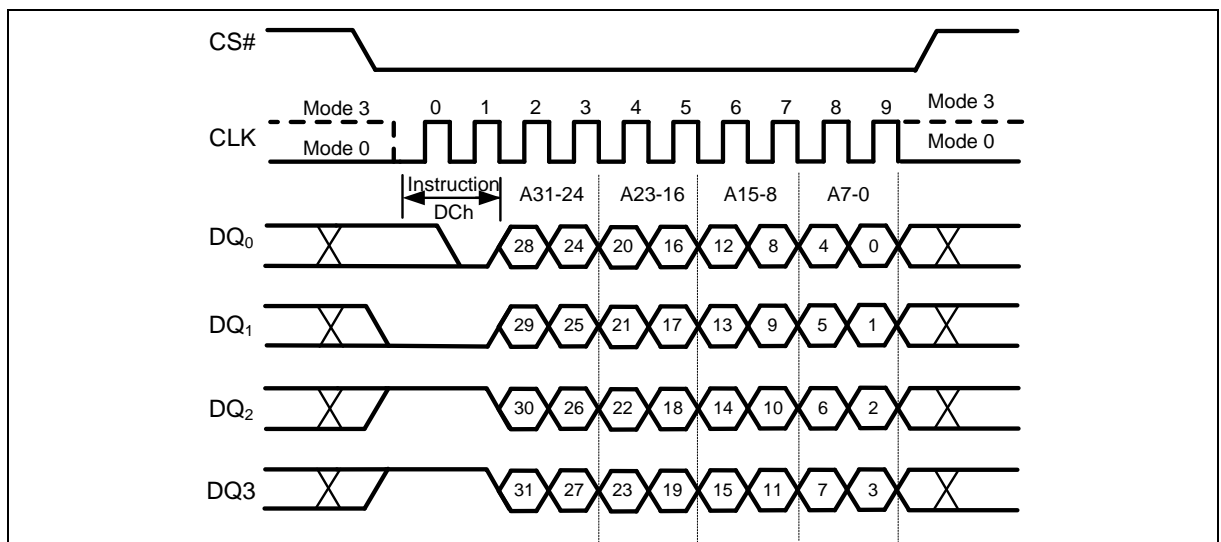 CS#
Mode 3 0 1 2 3 4 5 6 7 8 9 Mode 3
CLK
Mode 0 Mode 0
Instruction A31-24 A23-16 A15-8 A7-0
DCh
DQ0 28 24 20 16 12 8 4 0
DQ1 29 25 21 17 13 9 5 1
DQ2 30 26 22 18 14 10 6 2
DQ3 31 27 23 19 15 11 7 3